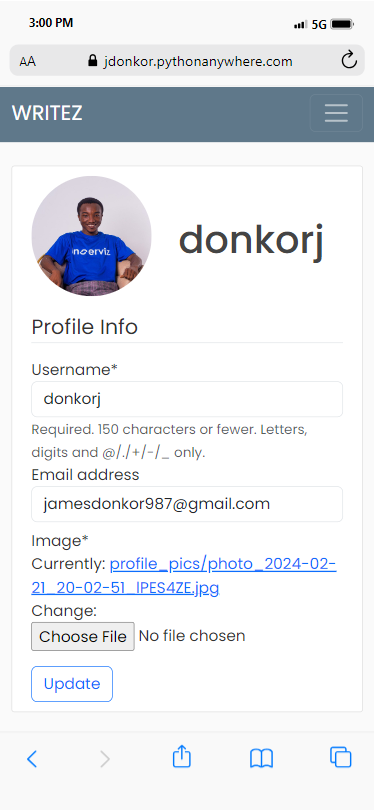 3:00 PM
5G
AA
jdonkor.pythonanywhere.com
WRITEZ
donkorj
Profile Info
Username*
donkorj
Required. 150 characters or fewer. Letters,
digits and @/./+/-/_ only.
Email address
jamesdonkor987@gmail.com
Image*
Currently: profile_pics/photo_2024-02-
21_20-02-51_lPES4ZE.jpg
Change:
Choose File No file chosen
Update